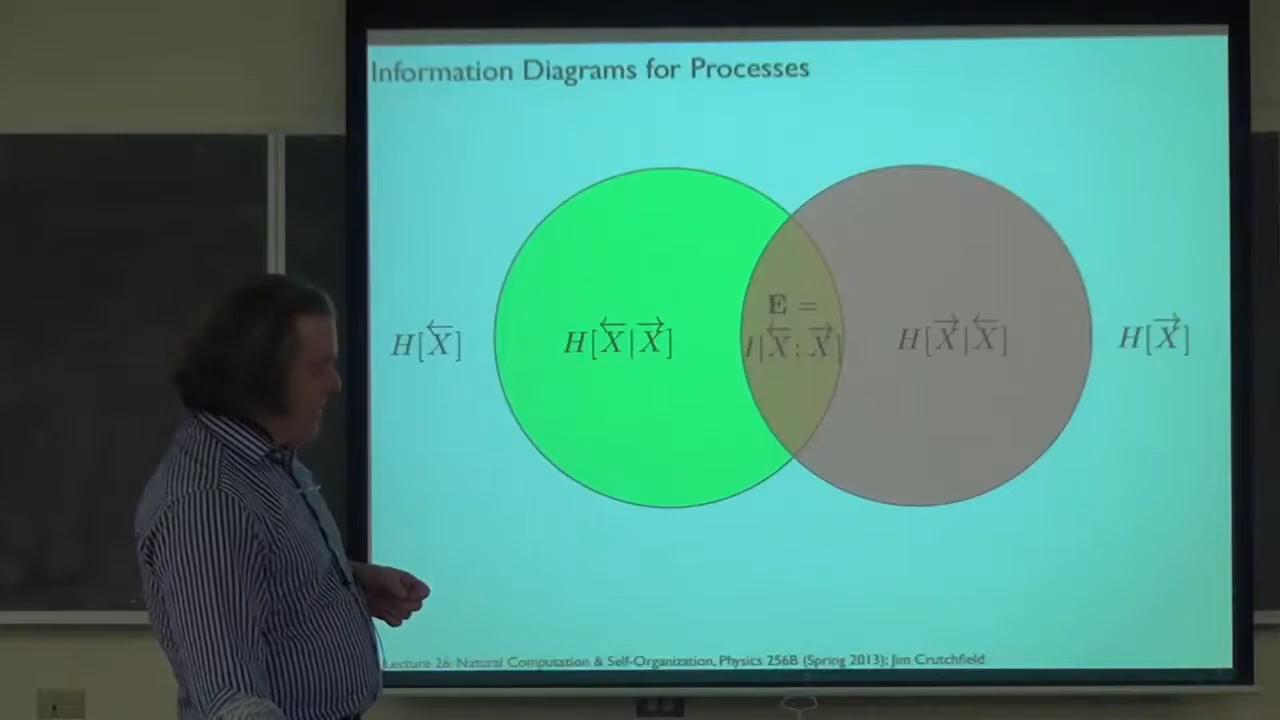 Information Diagrams for Processes
𝐄 =
H[X⃖] H[X⃖|X⃗] I[X⃖; X⃗] H[X⃗|X⃖] H[X⃗]
Lecture 26: Natural Computation & Self-Organization, Physics 256B (Spring 2013); Jim Crutchfield